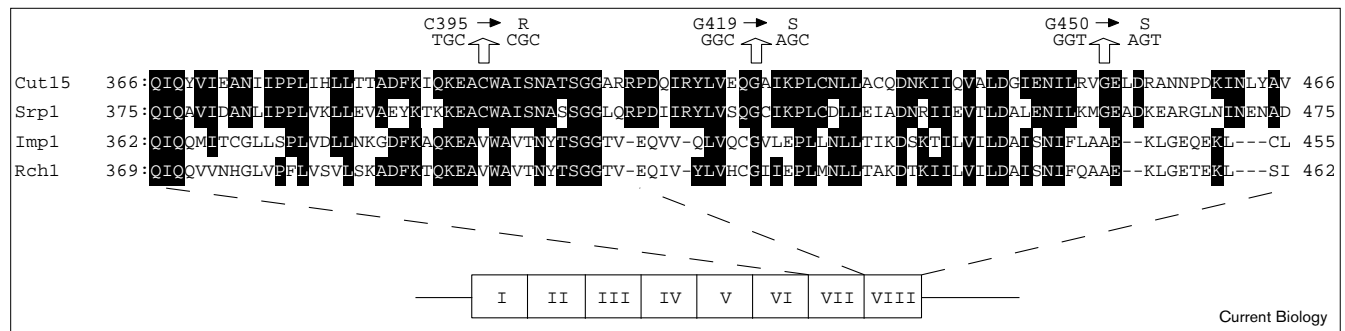 C395 → R G419 → S G450 → S
TGC CGC GGC AGC GGT AGT
Cut15 366:QIQYVIEANIIPPLIHLLTTADFKIQKEACWAISNATSGGARRPDQIRYLVEQGAIKPLCNLLACQDNKIIQVALDGIENILRVGELDRANNPDKINLYAV 466
Srp1 375:QIQAVIDANLIPPLVKLLEVAEYKTKKEACWAISNASSGGLQRPDIIRYLVSQGCIKPLCDLLEIADNRIIEVTLDALENILKMGEADKEARGLNINENAD 475
Imp1 362:QIQQMITCGLLSPLVDLLNKGDFKAQKEAVWAVTNYTSGGTV-EQVV-QLVQCGVLEPLLNLLTIKDSKTILVILDAISNIFLAAE--KLGEQEKL---CL 455
Rch1 369:QIQQVVNHGLVPFLVSVLSKADFKTQKEAVWAVTNYTSGGTV-EQIV-YLVHCGIIEPLMNLLTAKDTKIILVILDAISNIFQAAE--KLGETEKL---SI 462
I II III IV V VI VII VIII
Current Biology